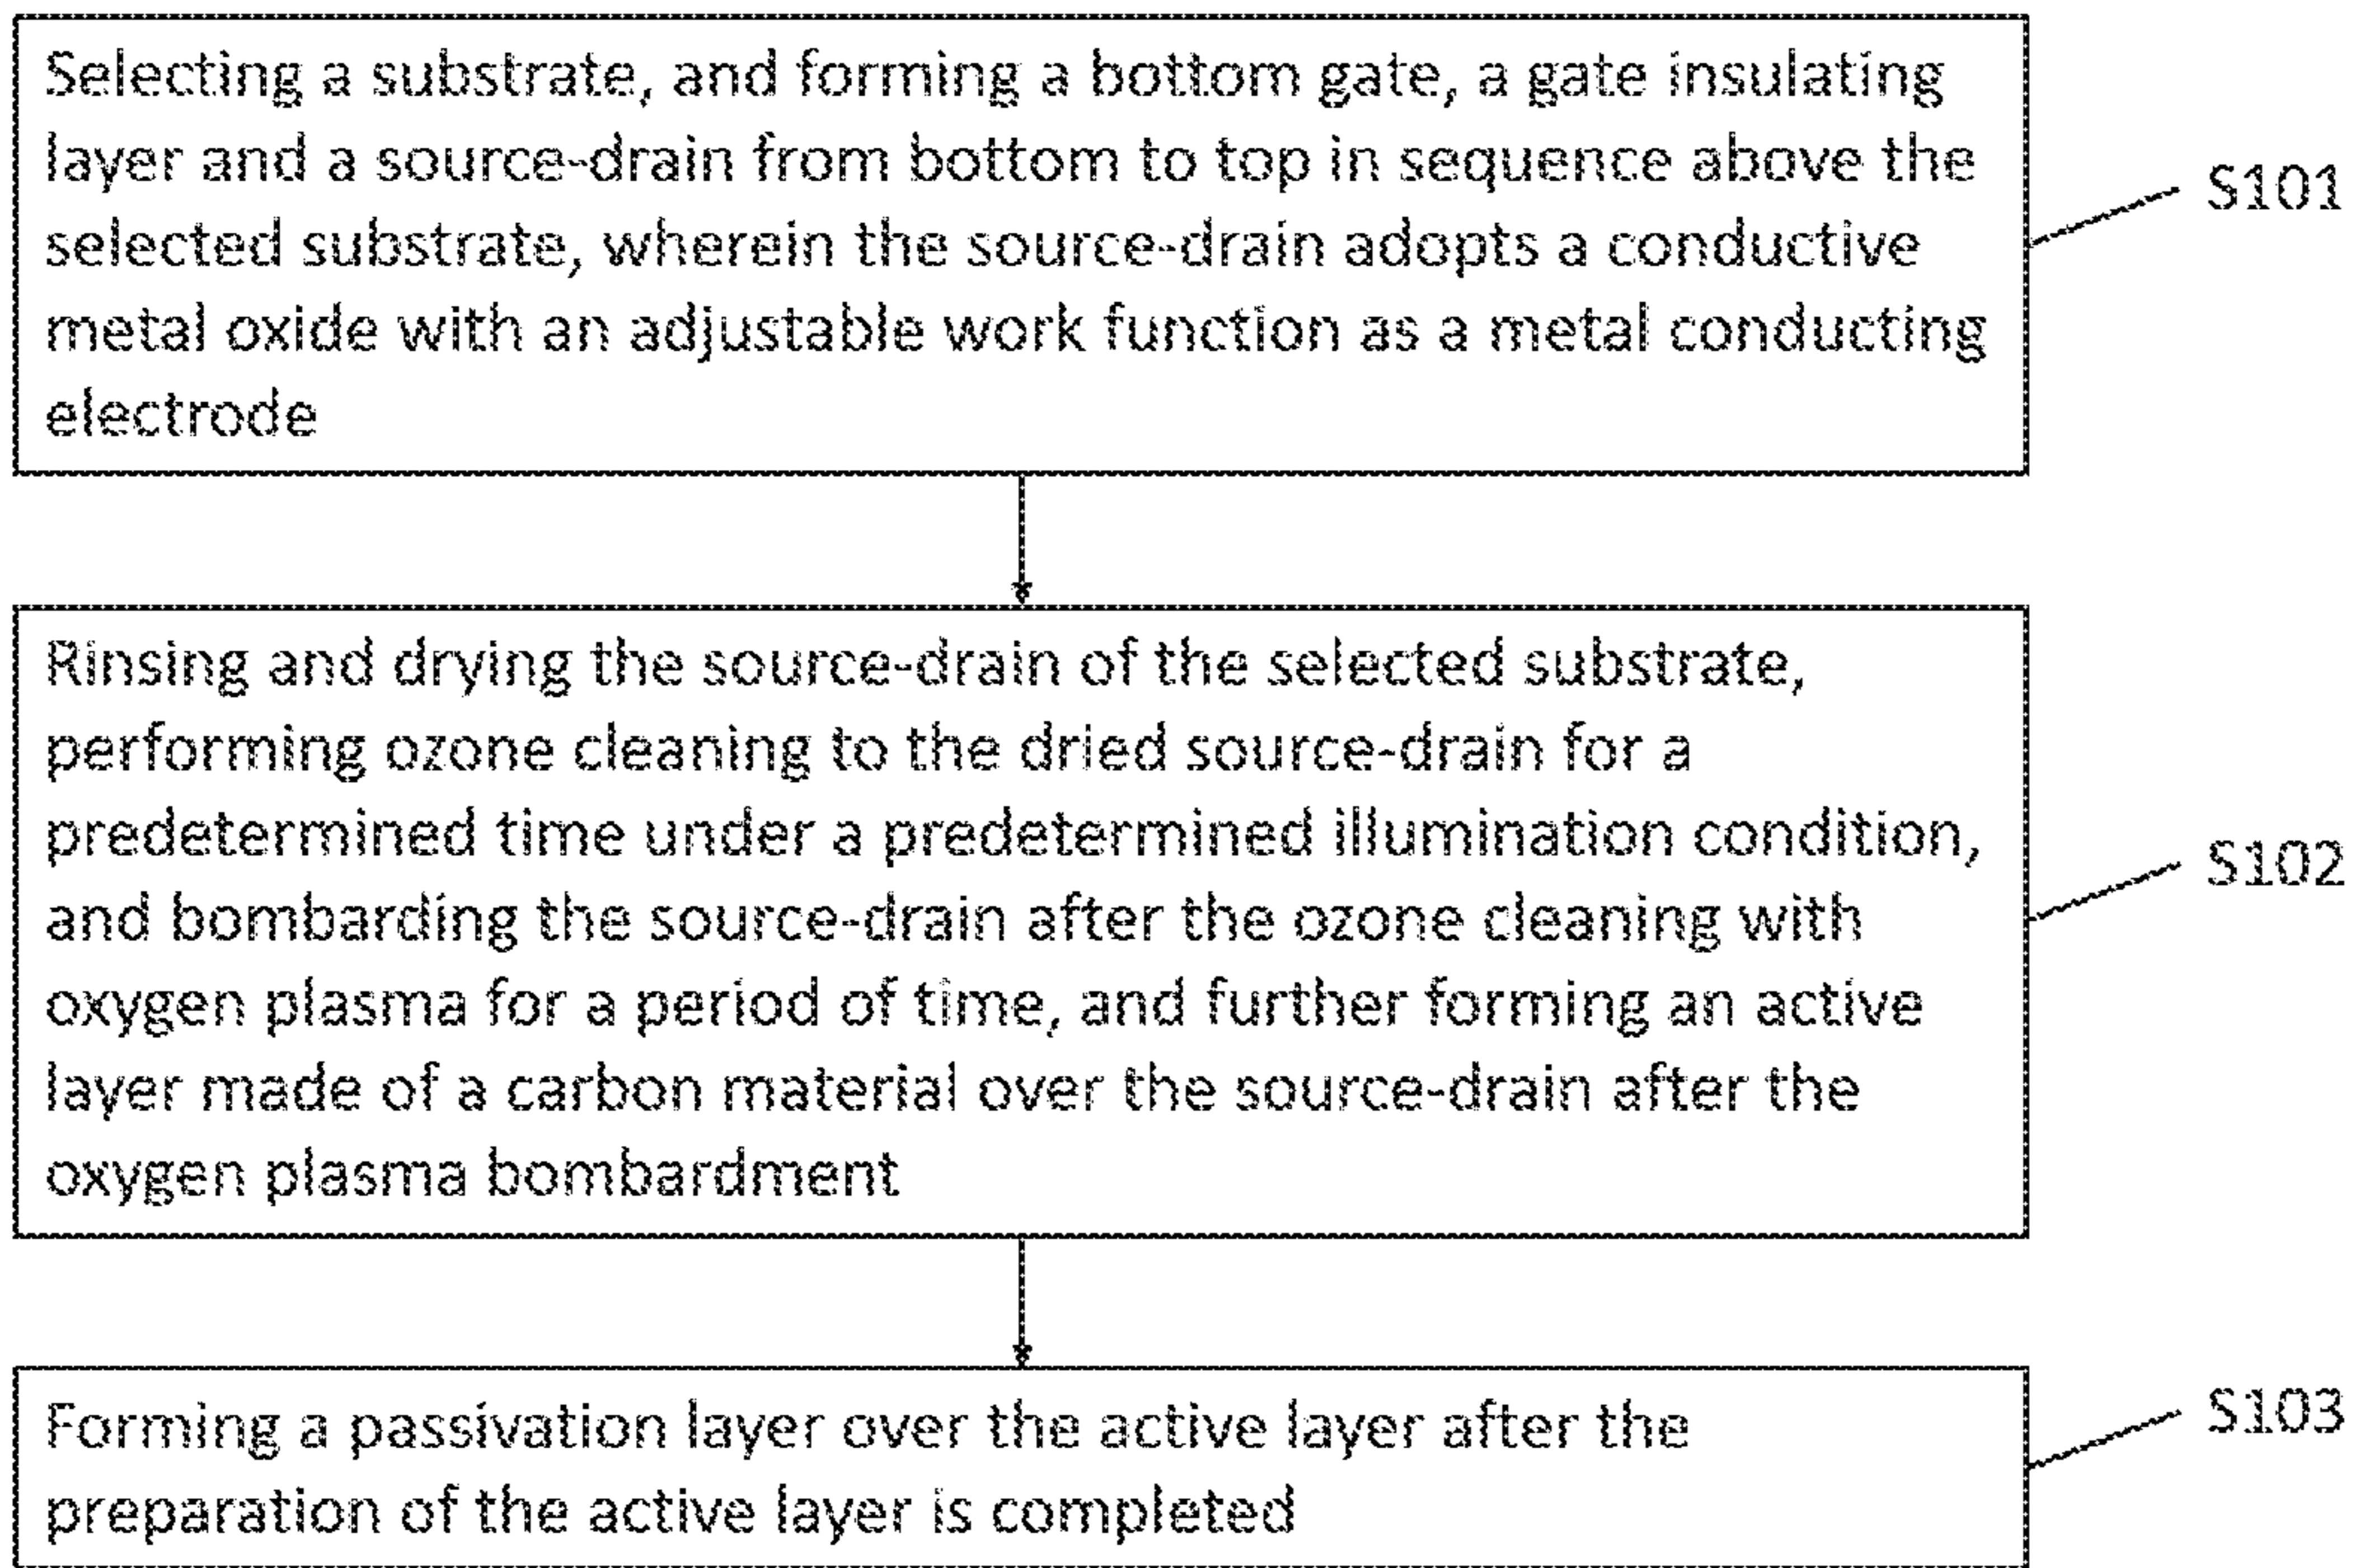 Selecting a substrate, and forming a bottom gate, a gate insulating
layer and a source-drain from bottom to top in sequence above the
selected substrate, wherein the source-drain adopts a conductive
metal oxide with an adjustable work function as a metal conducting
electrode
S101
Rinsing and drying the source-drain of the selected substrate,
performing ozone cleaning to the dried source-drain for a
predetermined time under a predetermined illumination condition,
and bombarding the source-drain after the ozone cleaning with
oxygen plasma for a period of time, and further forming an active
layer made of a carbon material over the source-drain after the
oxygen plasma bombardment
S102
Forming a passivation layer over the active layer after the
preparation of the active layer is completed
S103